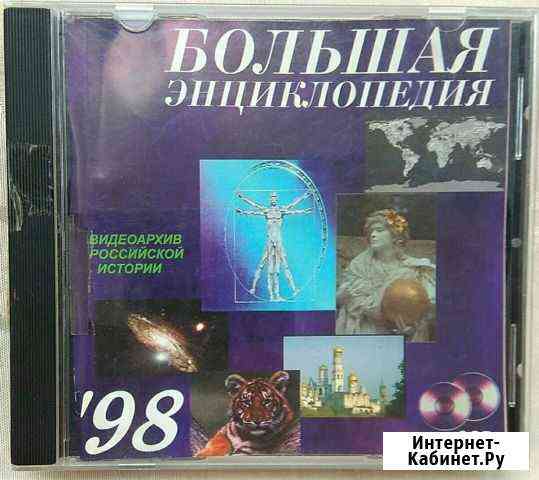 БОЛЬШАЯ
ЭНЦИКЛОПЕДИЯ
ВИДЕОАРХИВ
РОССИЙСКОЙ
ИСТОРИИ
'98
Интернет-
Кабинет.Ру